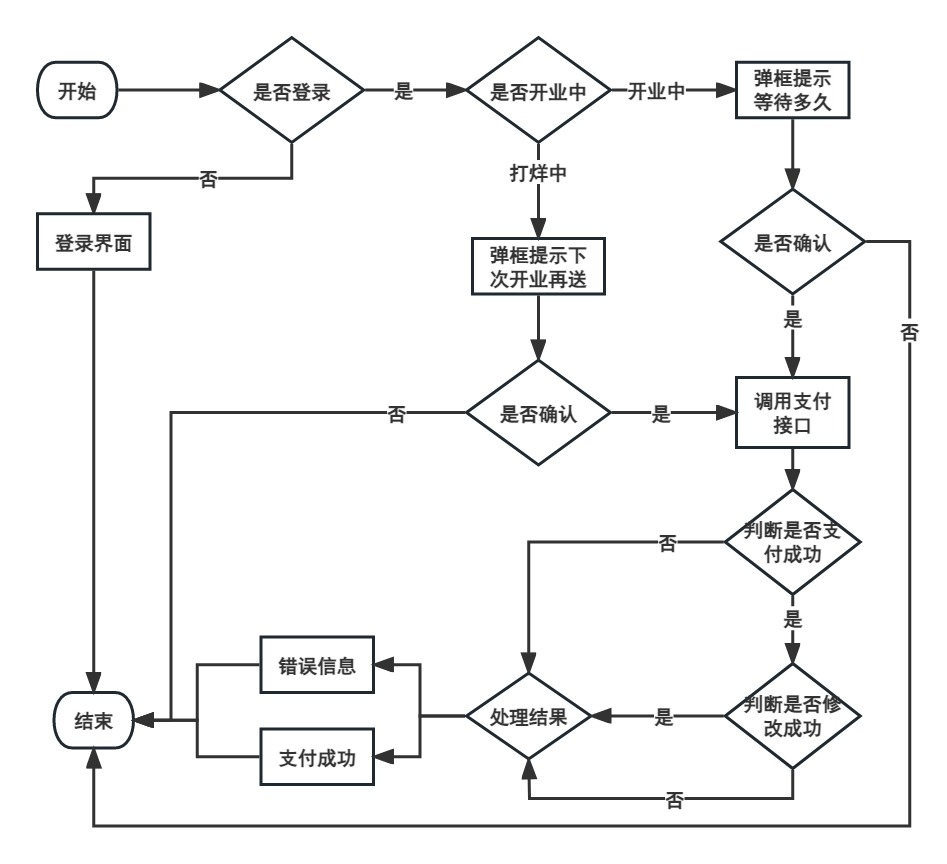 开始
是否登录
是
是否开业中
开业中
弹框提示
等待多久
否
打烊中
登录界面
弹框提示下
次开业再送
是否确认
是
否
否
是否确认
是
调用支付
接口
否
判断是否支
付成功
是
错误信息
结束
处理结果
是
判断是否修
改成功
支付成功
否